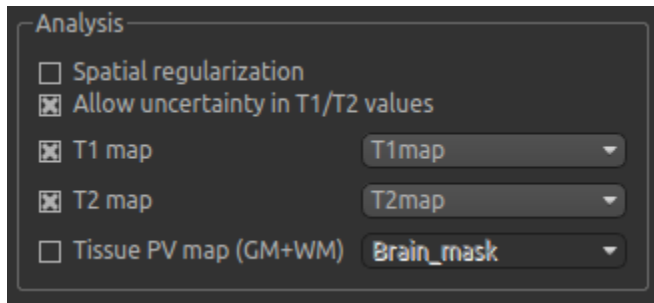 Analysis
Spatial regularization
Allow uncertainty in T1/T2 values
T1 map T1map
T2 map T2map
Tissue PV map (GM+WM) Brain_mask